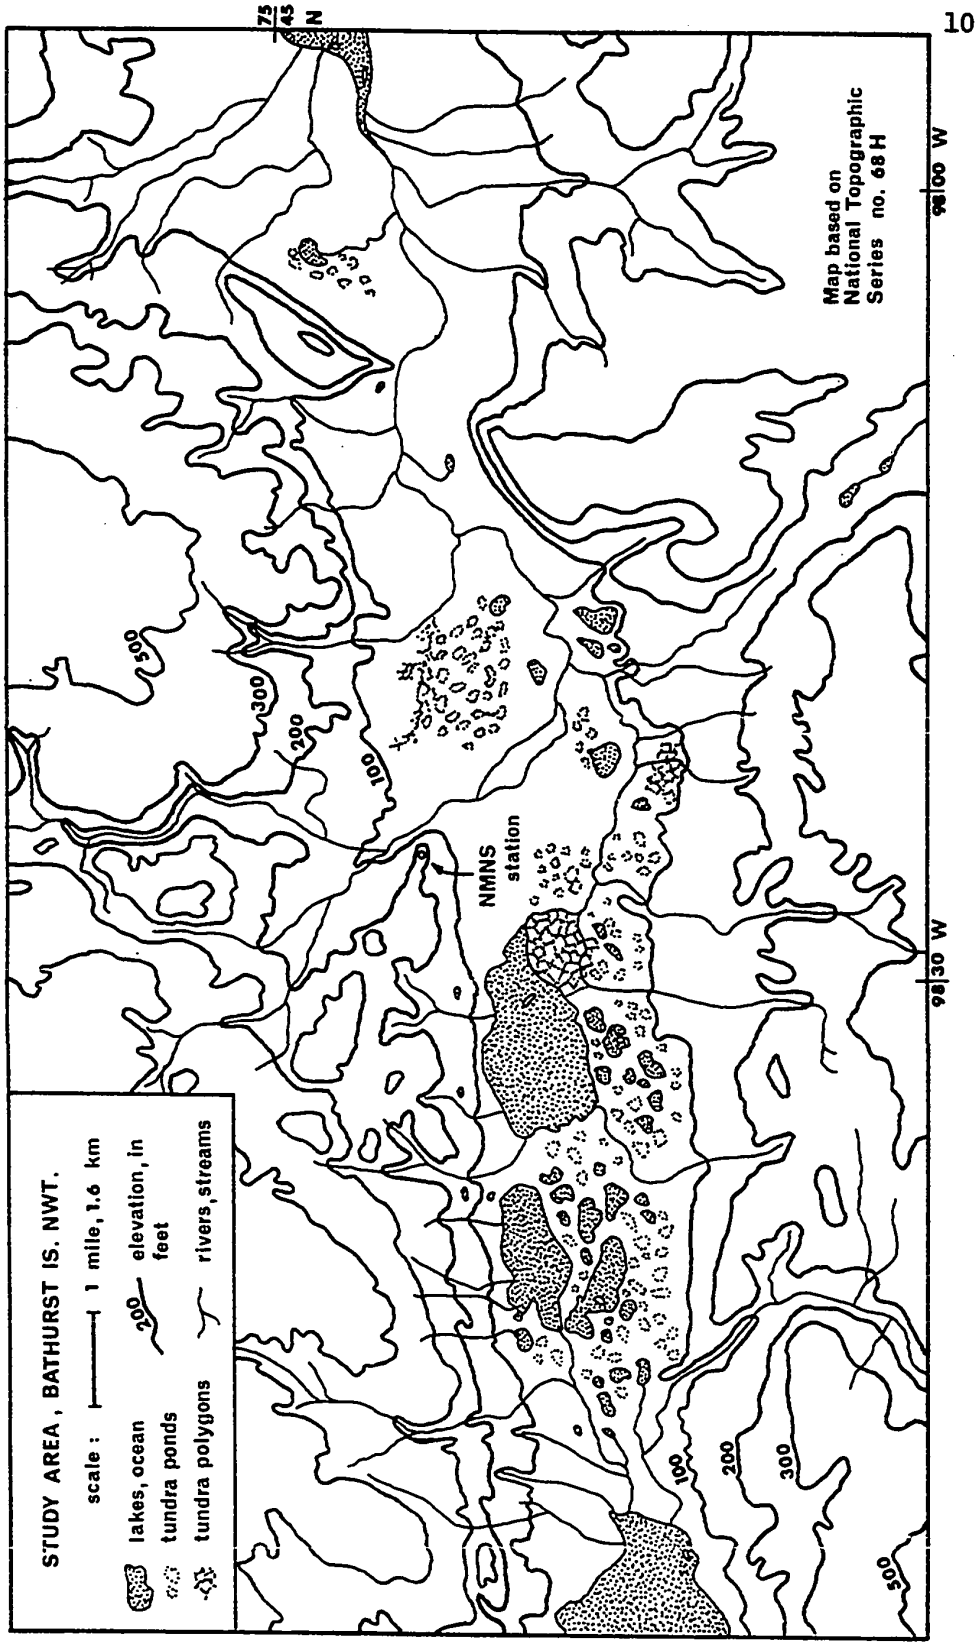 10
STUDY AREA, BATHURST IS. NWT.
scale : 1 mile, 1.6 km
lakes, ocean
200 elevation, in
feet
tundra ponds
tundra polygons
rivers, streams
75
45
N
500
300
200
100
NMNS
station
100
200
300
500
98 30 W
98 00 W
Map based on
National Topographic
Series no. 68 H